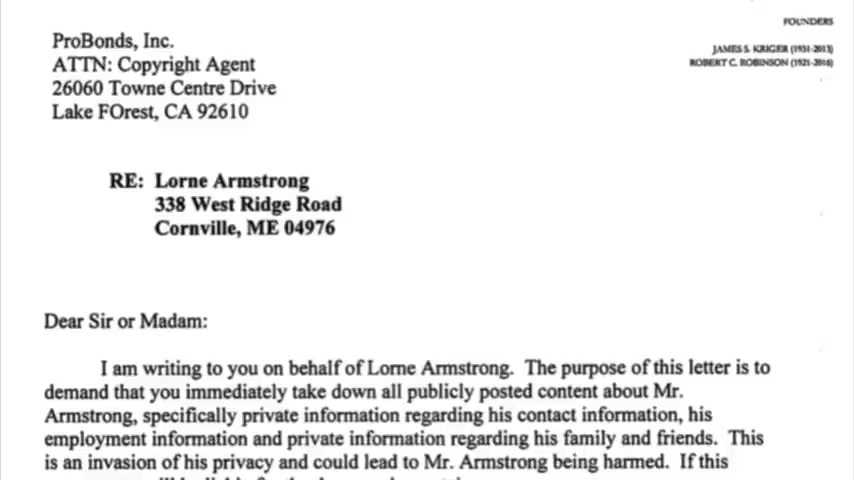 FOUNDERS
JAMES S. KRIGER (1931-2013)
ROBERT C. ROBINSON (1921-2016)
ProBonds, Inc.
ATTN: Copyright Agent
26060 Towne Centre Drive
Lake FOrest, CA 92610
RE: Lorne Armstrong
338 West Ridge Road
Cornville, ME 04976
Dear Sir or Madam:
I am writing to you on behalf of Lorne Armstrong. The purpose of this letter is to
demand that you immediately take down all publicly posted content about Mr.
Armstrong, specifically private information regarding his contact information, his
employment information and private information regarding his family and friends. This
is an invasion of his privacy and could lead to Mr. Armstrong being harmed. If this